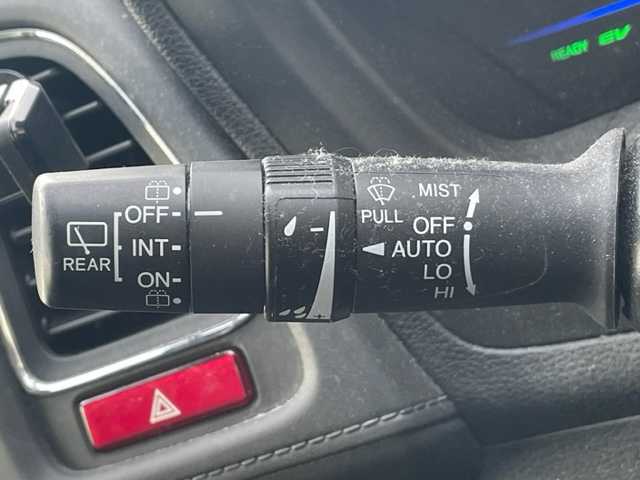 READY EV
OFF
INT
ON
REAR
PULL
MIST
OFF
AUTO
LO
HI